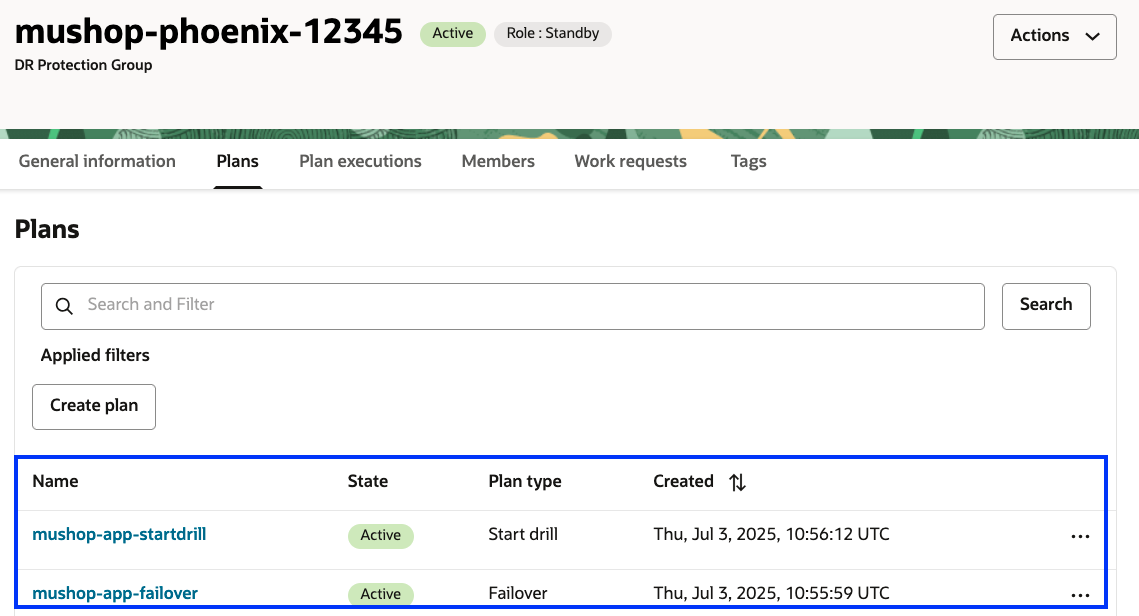 mushop-phoenix-12345 Active Role : Standby Actions
DR Protection Group
General information Plans Plan executions Members Work requests Tags
Plans
Search and Filter Search
Applied filters
Create plan
Name State Plan type Created
mushop-app-startdrill Active Start drill Thu, Jul 3, 2025, 10:56:12 UTC
mushop-app-failover Active Failover Thu, Jul 3, 2025, 10:55:59 UTC